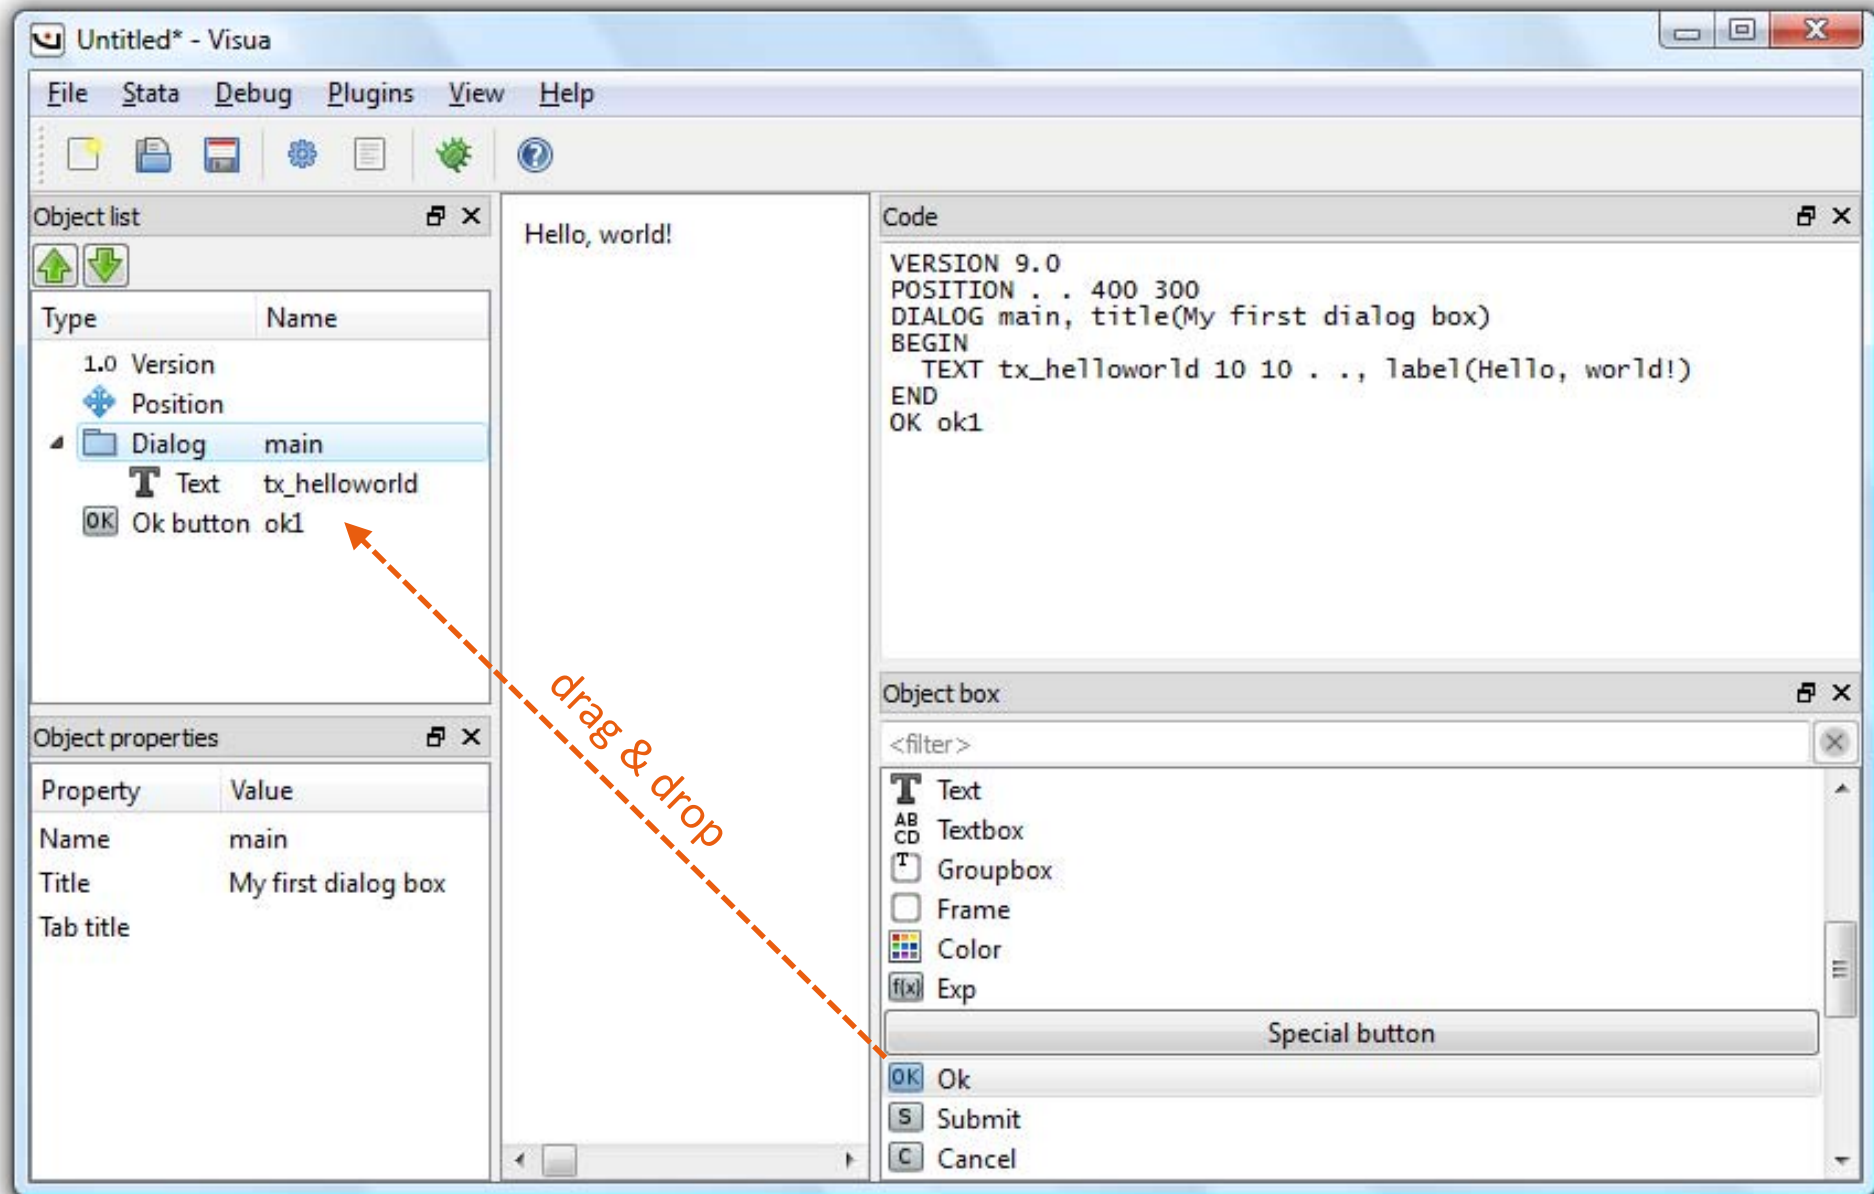 Untitled* - Visua
File Stata Debug Plugins View Help
Object list
Type Name
1.0 Version
Position
Dialog main
T Text tx_helloworld
OK Ok button ok1
Object properties
Property Value
Name main
Title My first dialog box
Tab title
Hello, world!
drag & drop
Code
VERSION 9.0
POSITION . . 400 300
DIALOG main, title(My first dialog box)
BEGIN
TEXT tx_helloworld 10 10 . ., label(Hello, world!)
END
OK ok1
Object box
<filter>
T Text
AB
CD Textbox
T Groupbox
Frame
Color
f(x) Exp
Special button
OK Ok
S Submit
C Cancel